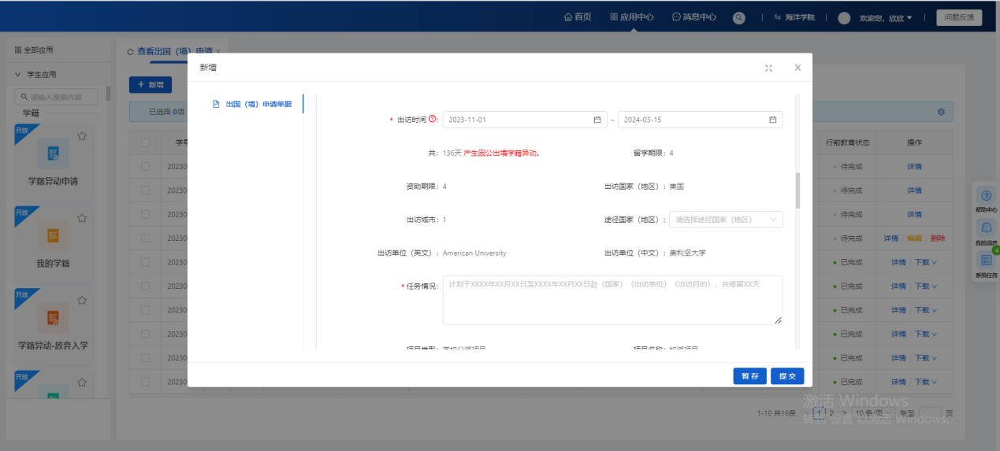 首页 应用中心 消息中心 海洋学院 欢迎您，欣欣 问题反馈
全部应用
查看出国（境）申请
学生应用
新增
请输入搜索内容
已选择 0项
学籍
开放
学籍异动申请
开放
我的学籍
开放
学籍异动-放弃入学
开放
新增
出国（境）申请单据
* 出访时间: 2023-11-01 ~ 2024-03-15
共: 136天 产生因公出境学籍异动。 留学期限: 4
资助期限: 4 出访国家（地区）: 美国
出访城市: 1 途径国家（地区）: 请选择途径国家（地区）
出访单位（英文）: American University 出访单位（中文）: 美利坚大学
* 任务情况: 计划于XXXX年XX月XX日至XXXX年XX月XX日赴（国家）（出访单位）（出访目的），共停留XX天
项目类型: 学校公派项目 项目名称: 校派项目
暂存 提交
学号 行前教育状态 操作
20230 待完成 详情
20230 待完成 详情
20230 待完成 详情
20230 待完成 详情 编辑 删除
20230 已完成 详情 下载
20230 已完成 详情 下载
20230 已完成 详情 下载
20230 已完成 详情 下载
20230 已完成 详情 下载
20230 已完成 详情 下载
1-10 共16条 1 2 10 条/页 跳至 页
帮助中心
我的消息
4
系统任务
激活 Windows
转到"设置"以激活 Windows。